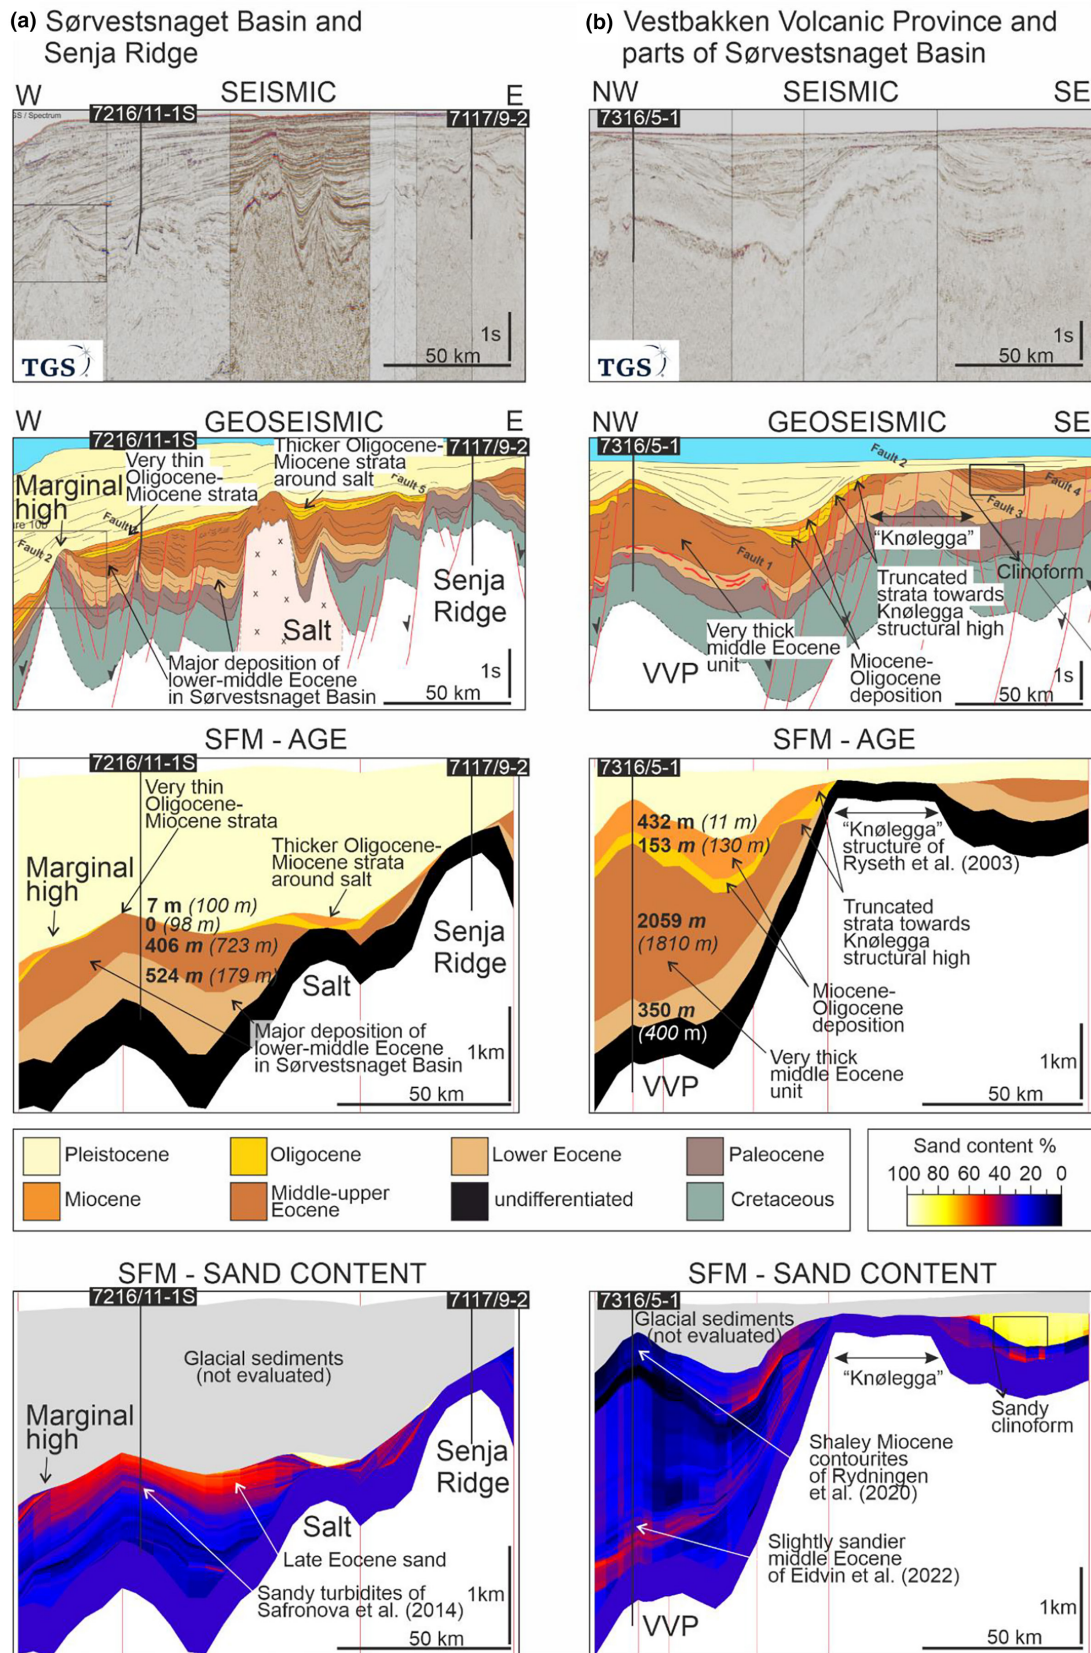 (a) Sørvestsnaget Basin and
Senja Ridge
W
SEISMIC
E
GS / Spectrum
7216/11-1S
7117/9-2
TGS
1s
50 km
W
GEOSEISMIC
E
7216/11-1S
7117/9-2
Very thin
Oligocene-
Miocene strata
Thicker Oligocene-
Miocene strata
around salt
Marginal
high
Fault 2
Fault 5
Salt
Senja
Ridge
Major deposition of
lower-middle Eocene
in Sørvestsnaget Basin
1s
50 km
SFM - AGE
7216/11-1S
7117/9-2
Very thin
Oligocene-
Miocene strata
Thicker Oligocene-
Miocene strata
around salt
Marginal
high
7 m (100 m)
0 (98 m)
406 m (723 m)
524 m (179 m)
Salt
Senja
Ridge
Major deposition of
lower-middle Eocene
in Sørvestsnaget Basin
1km
50 km
(b) Vestbakken Volcanic Province and
parts of Sørvestsnaget Basin
NW
SEISMIC
SE
7316/5-1
TGS
1s
50 km
NW
GEOSEISMIC
SE
7316/5-1
Fault 2
Fault 4
Fault 3
Fault 1
"Knølegga"
Clinoform
Truncated
strata towards
Knølegga
structural high
Very thick
middle Eocene
unit
Miocene-
Oligocene
deposition
VVP
1s
50 km
SFM - AGE
7316/5-1
432 m (11 m)
153 m (130 m)
2059 m
(1810 m)
350 m
(400 m)
"Knølegga"
structure of
Ryseth et al. (2003)
Truncated
strata towards
Knølegga
structural high
Miocene-
Oligocene
deposition
Very thick
middle Eocene
unit
VVP
1km
50 km
Pleistocene
Oligocene
Lower Eocene
Paleocene
Miocene
Middle-upper
Eocene
undifferentiated
Cretaceous
Sand content %
100 80 60 40 20 0
SFM - SAND CONTENT
7216/11-1S
7117/9-2
Glacial sediments
(not evaluated)
Marginal
high
Salt
Senja
Ridge
Late Eocene sand
Sandy turbidites of
Safronova et al. (2014)
1km
50 km
SFM - SAND CONTENT
7316/5-1
Glacial sediments
(not evaluated)
"Knølegga"
Sandy
clinoform
Shaley Miocene
contourites
of Rydningen
et al. (2020)
Slightly sandier
middle Eocene
of Eidvin et al. (2022)
VVP
1km
50 km